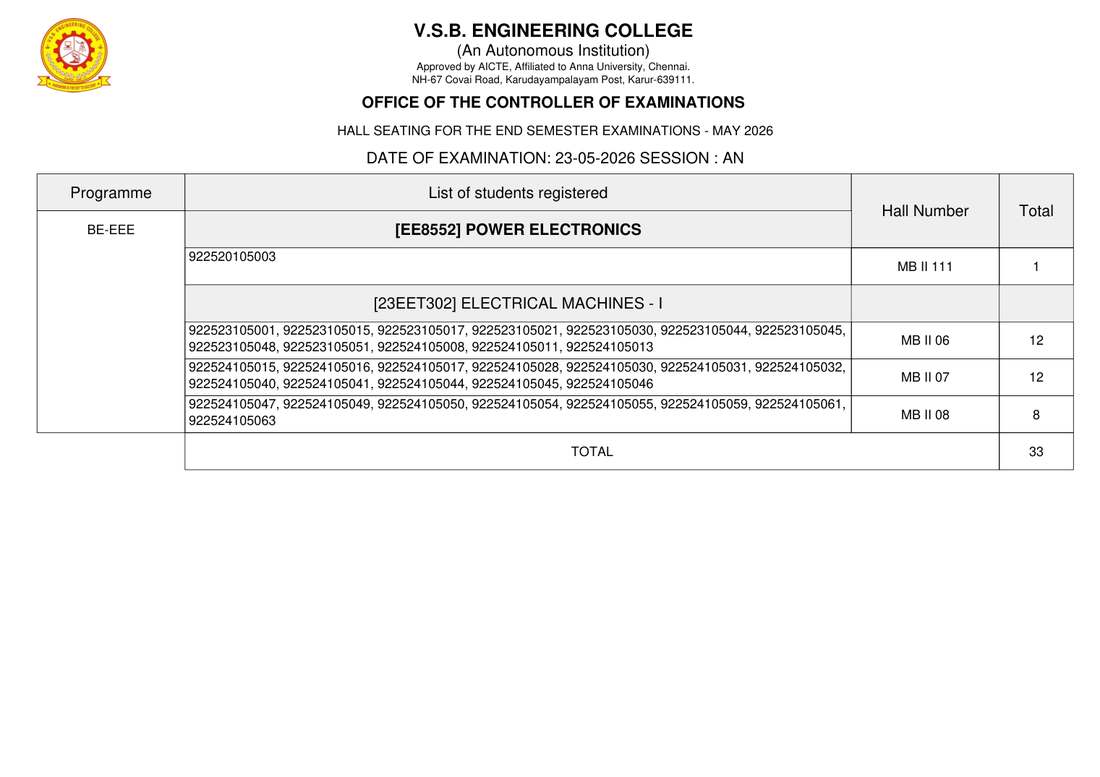 V.S.B. ENGINEERING COLLEGE
(An Autonomous Institution)
Approved by AICTE, Affiliated to Anna University, Chennai.
NH-67 Covai Road, Karudayampalayam Post, Karur-639111.
OFFICE OF THE CONTROLLER OF EXAMINATIONS
HALL SEATING FOR THE END SEMESTER EXAMINATIONS - MAY 2026
DATE OF EXAMINATION: 23-05-2026 SESSION : AN
Programme List of students registered Hall Number Total
BE-EEE [EE8552] POWER ELECTRONICS
922520105003 MB II 111 1
[23EET302] ELECTRICAL MACHINES - I
922523105001, 922523105015, 922523105017, 922523105021, 922523105030, 922523105044, 922523105045,
922523105048, 922523105051, 922524105008, 922524105011, 922524105013 MB II 06 12
922524105015, 922524105016, 922524105017, 922524105028, 922524105030, 922524105031, 922524105032,
922524105040, 922524105041, 922524105044, 922524105045, 922524105046 MB II 07 12
922524105047, 922524105049, 922524105050, 922524105054, 922524105055, 922524105059, 922524105061,
922524105063 MB II 08 8
TOTAL 33